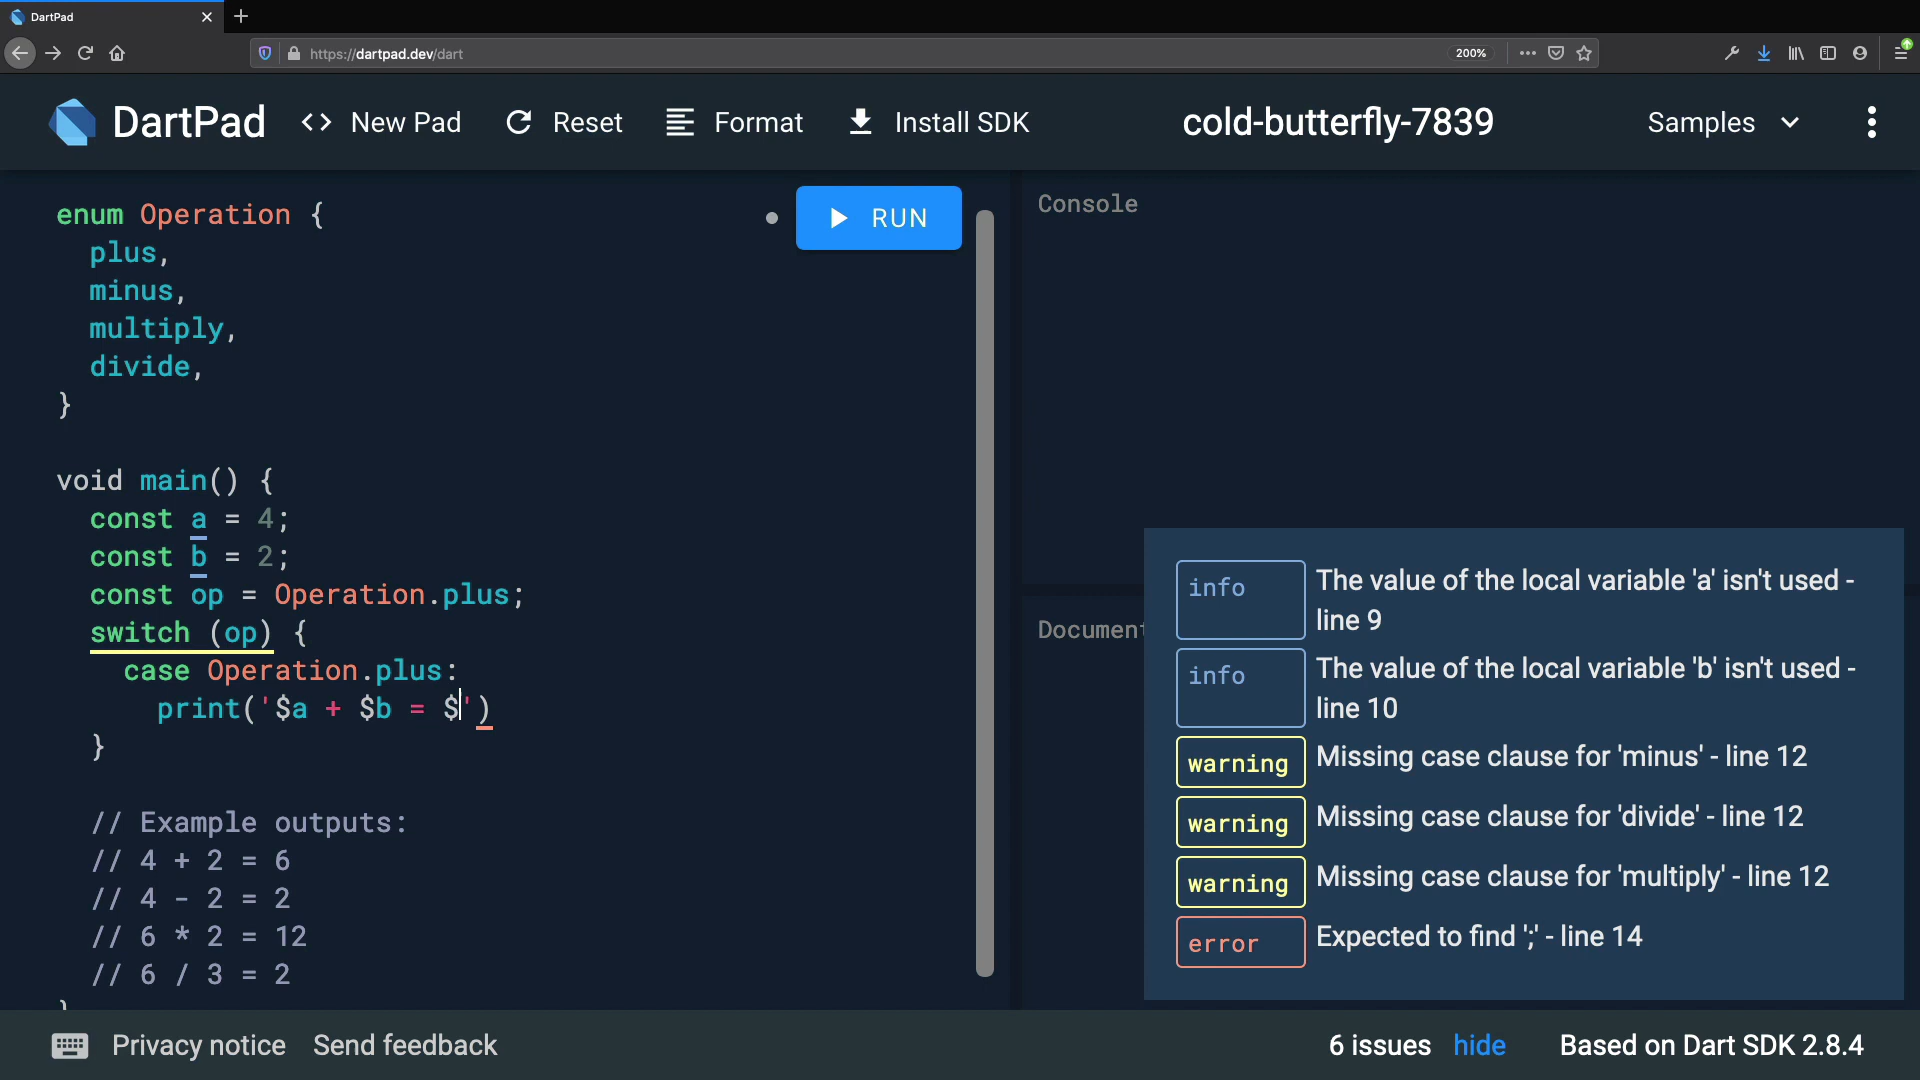 DartPad
https://dartpad.dev/dart
200%
DartPad
<> New Pad
Reset
Format
Install SDK
cold-butterfly-7839
Samples
RUN
enum Operation {
plus,
minus,
multiply,
divide,
}
void main() {
const a = 4;
const b = 2;
const op = Operation.plus;
switch (op) {
case Operation.plus:
print('$a + $b = $')
}
// Example outputs:
// 4 + 2 = 6
// 4 - 2 = 2
// 6 * 2 = 12
// 6 / 3 = 2
}
Console
Document
info The value of the local variable 'a' isn't used -
line 9
info The value of the local variable 'b' isn't used -
line 10
warning Missing case clause for 'minus' - line 12
warning Missing case clause for 'divide' - line 12
warning Missing case clause for 'multiply' - line 12
error Expected to find ';' - line 14
Privacy notice
Send feedback
6 issues
hide
Based on Dart SDK 2.8.4